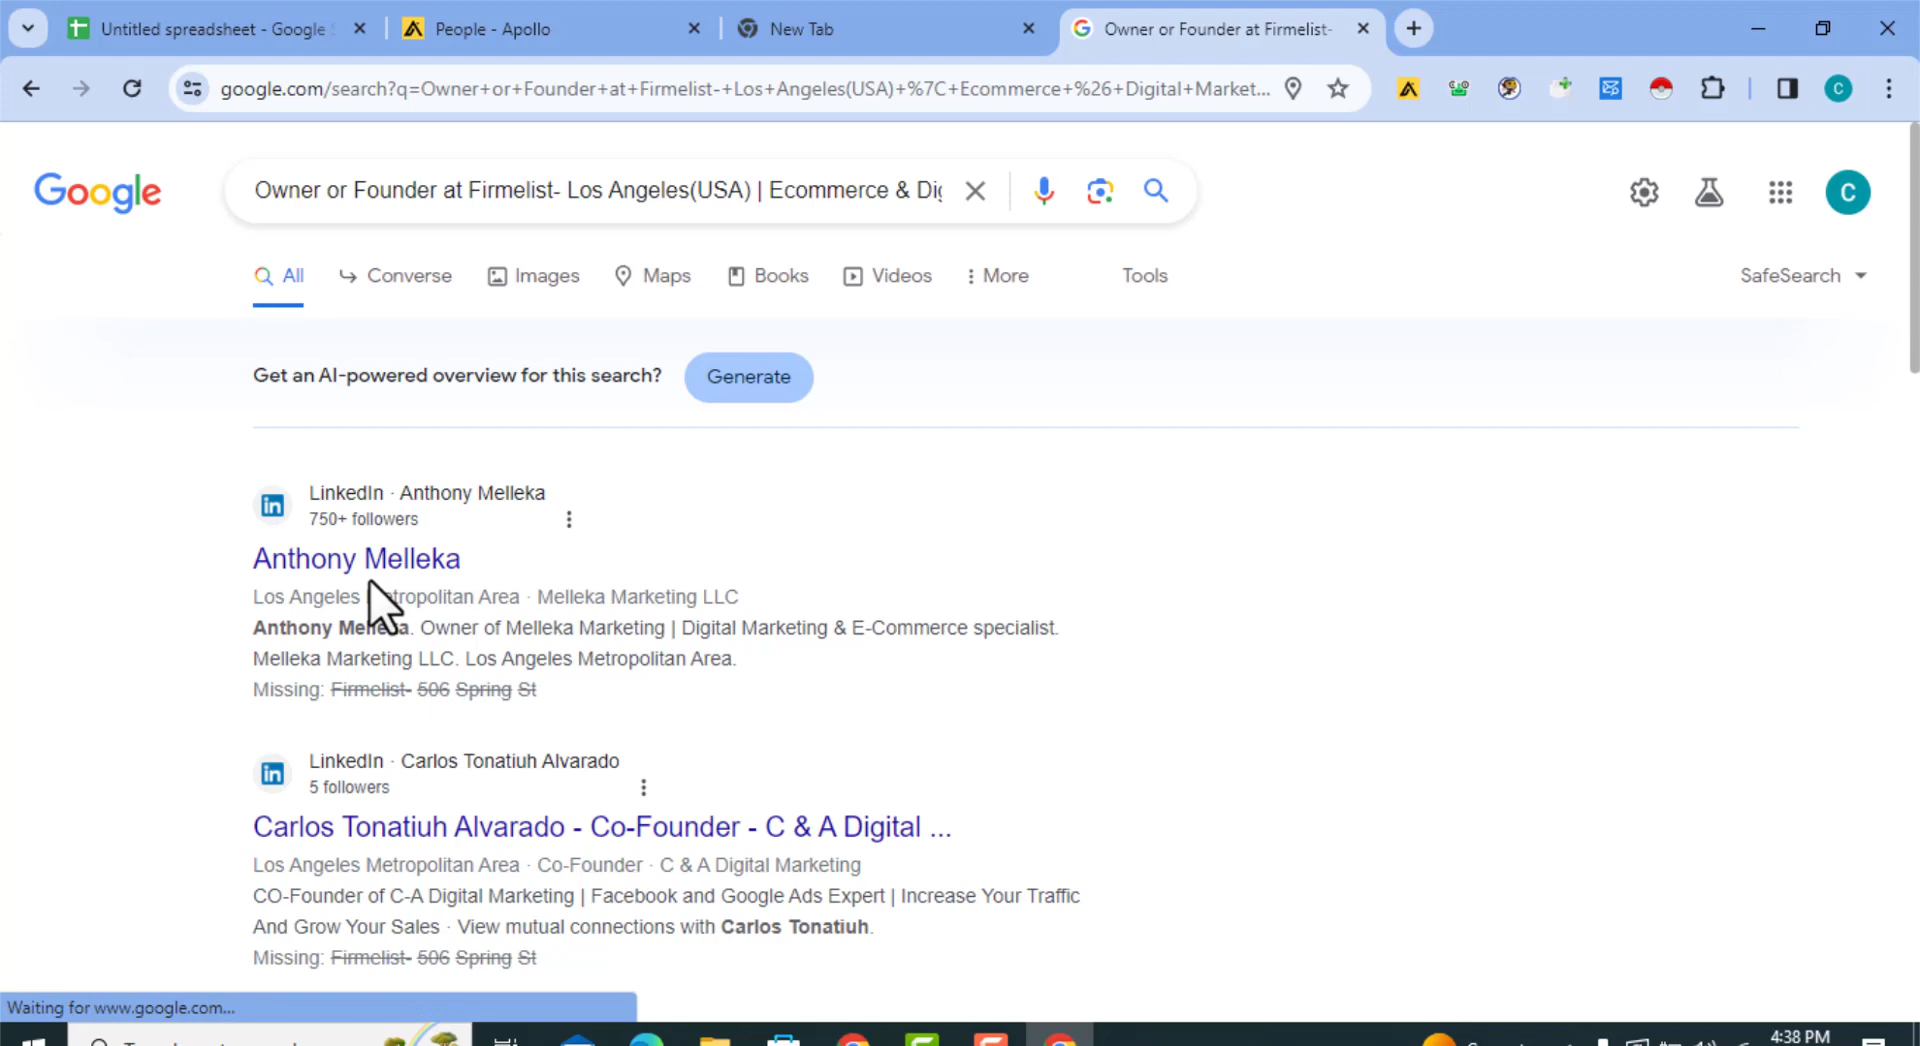 Untitled spreadsheet - Google
People - Apollo
New Tab
Owner or Founder at Firmelist-
google.com/search?q=Owner+or+Founder+at+Firmelist-+Los+Angeles(USA)+%7C+Ecommerce+%26+Digital+Market...
C
Google
Owner or Founder at Firmelist- Los Angeles(USA) | Ecommerce & Dig
C
All
Converse
Images
Maps
Books
Videos
More
Tools
SafeSearch
Get an AI-powered overview for this search?
Generate
in
LinkedIn · Anthony Melleka
750+ followers
Anthony Melleka
Los Angeles Metropolitan Area · Melleka Marketing LLC
Anthony Melleka. Owner of Melleka Marketing | Digital Marketing & E-Commerce specialist.
Melleka Marketing LLC. Los Angeles Metropolitan Area.
Missing: Firmelist- 506 Spring St
in
LinkedIn · Carlos Tonatiuh Alvarado
5 followers
Carlos Tonatiuh Alvarado - Co-Founder - C & A Digital ...
Los Angeles Metropolitan Area · Co-Founder · C & A Digital Marketing
CO-Founder of C-A Digital Marketing | Facebook and Google Ads Expert | Increase Your Traffic
And Grow Your Sales · View mutual connections with Carlos Tonatiuh.
Missing: Firmelist- 506 Spring St
Waiting for www.google.com...
4:38 PM